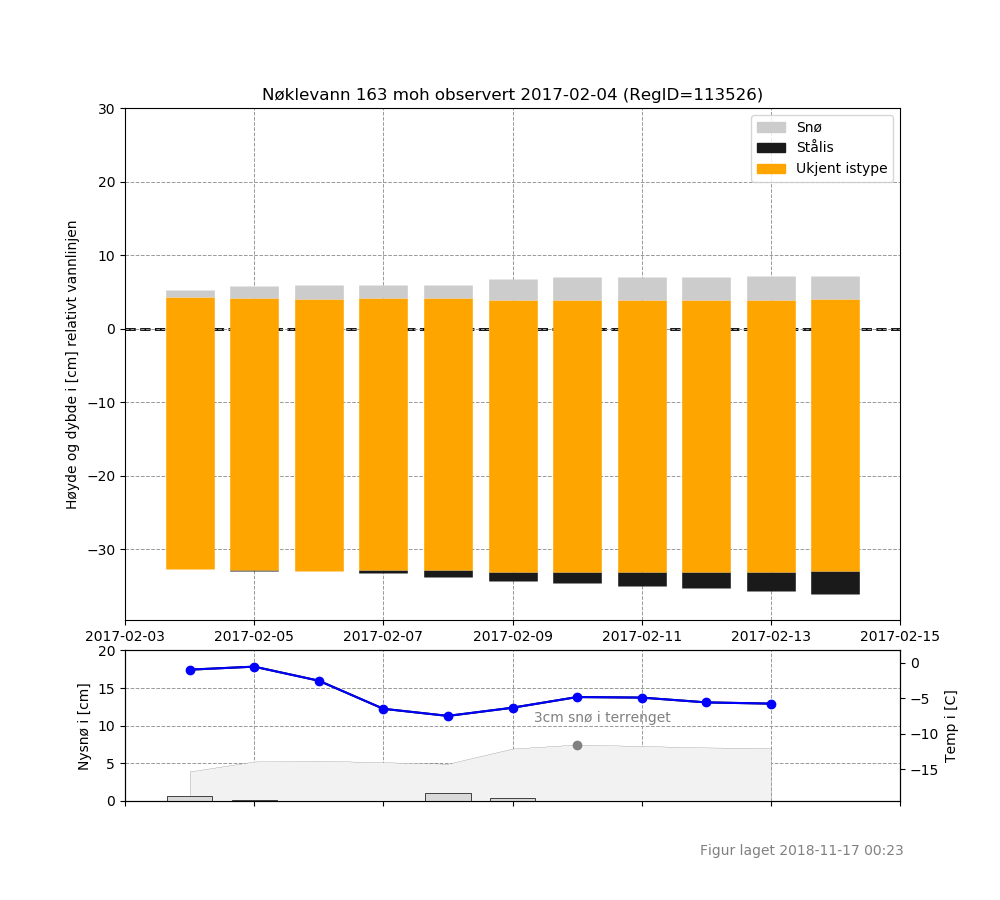 Nøklevann 163 moh observert 2017-02-04 (RegID=113526)
30
20
10
0
−10
−20
−30
Høyde og dybde i [cm] relativt vannlinjen
Snø
Stålis
Ukjent istype
2017-02-03 2017-02-05 2017-02-07 2017-02-09 2017-02-11 2017-02-13 2017-02-15
20
15
10
5
0
Nysnø i [cm]
3cm snø i terrenget
0
−5
−10
−15
Temp i [C]
Figur laget 2018-11-17 00:23